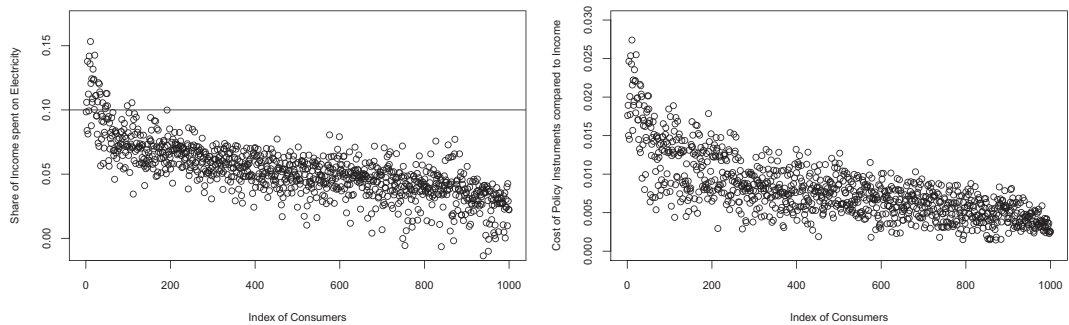 Share of Income spent on Electricity
0.15
0.10
0.05
0.00
0 200 400 600 800 1000
Index of Consumers
Cost of Policy Instruments compared to Income
0.030
0.025
0.020
0.015
0.010
0.005
0.000
0 200 400 600 800 1000
Index of Consumers